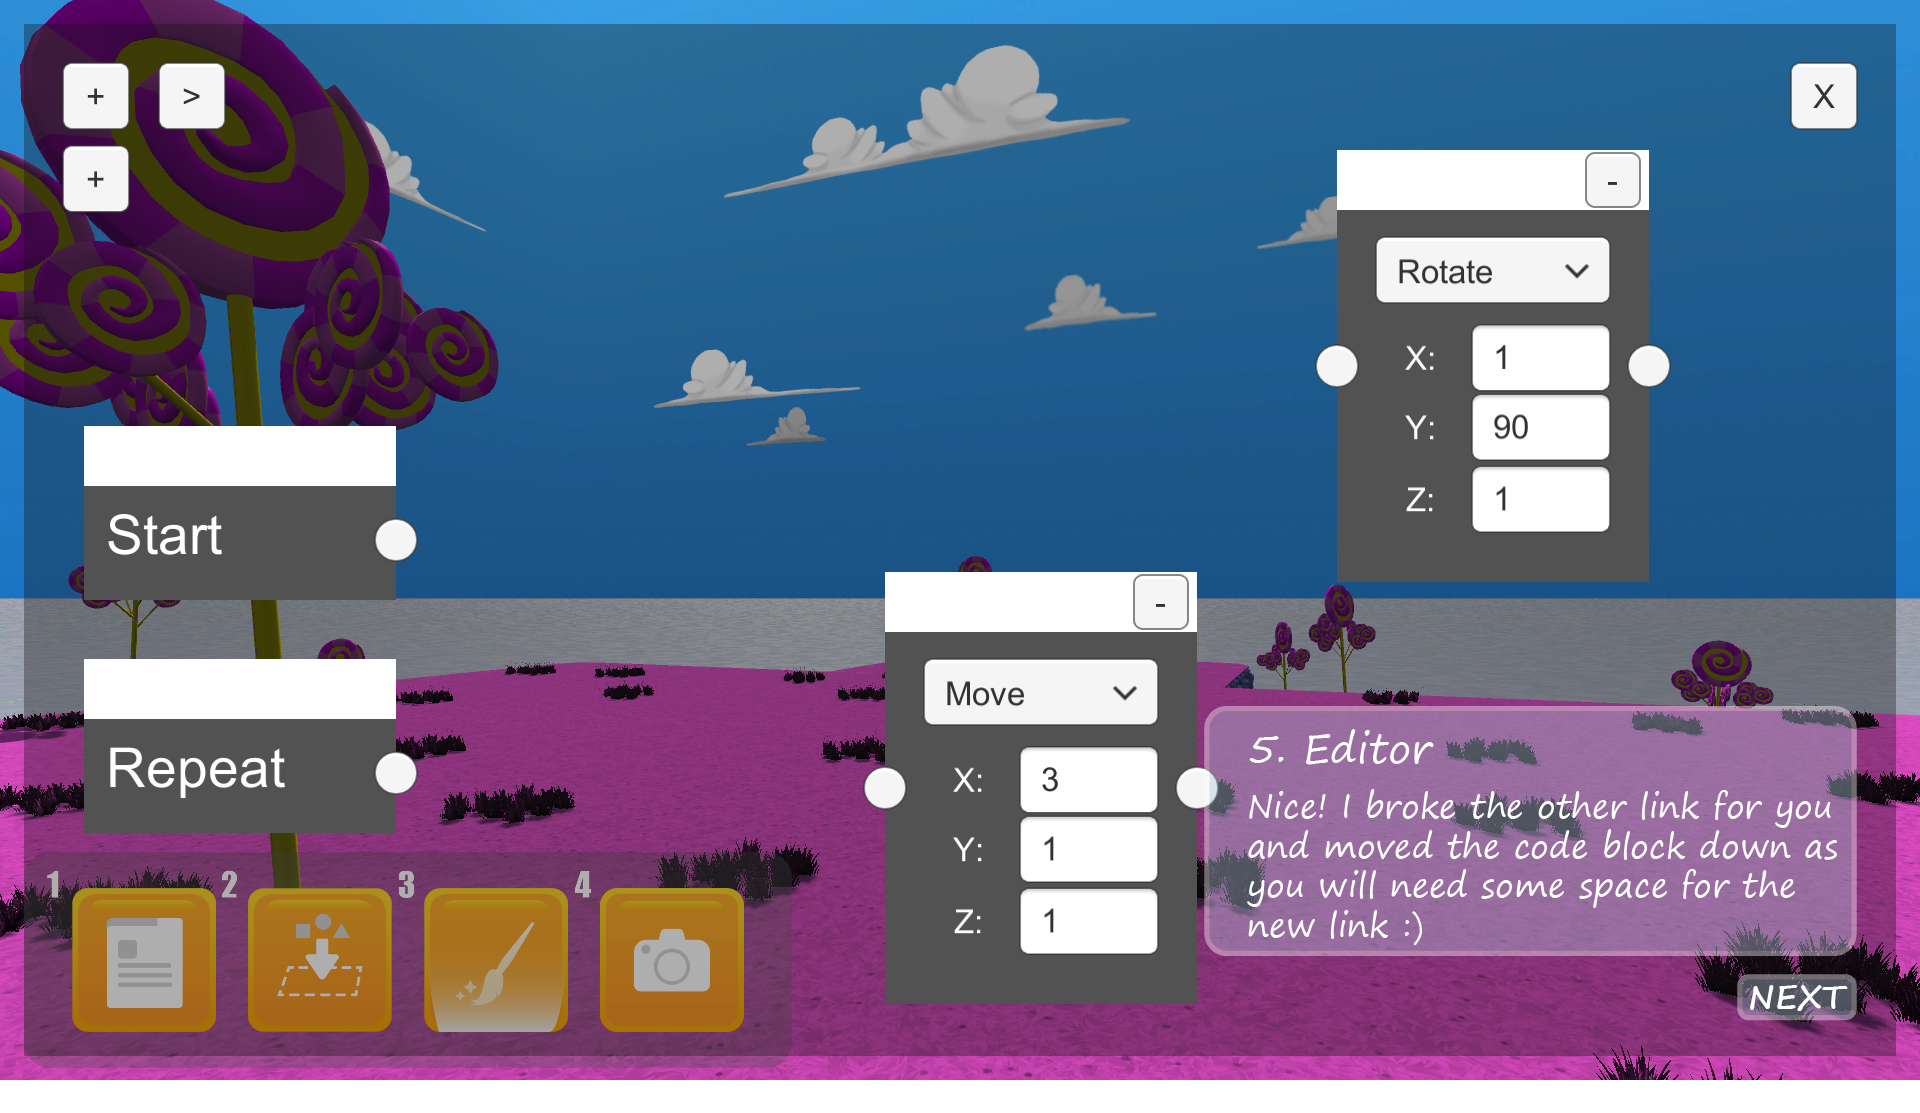 +
>
X
+
-
Rotate
X: 1
Y: 90
Z: 1
Start
-
Move
X: 3
Y: 1
Z: 1
Repeat
5. Editor
Nice! I broke the other link for you
and moved the code block down as
you will need some space for the
new link :)
1
2
3
4
NEXT